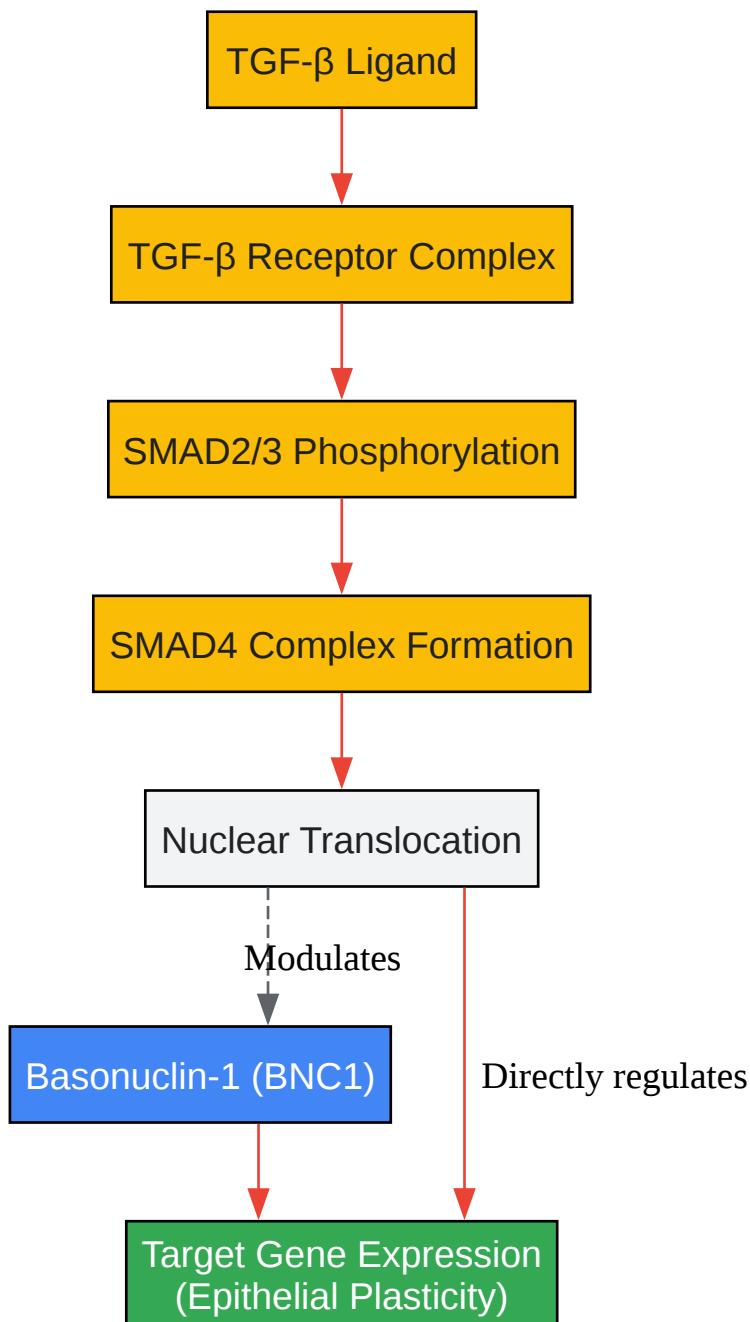 TGF-β Ligand
TGF-β Receptor Complex
SMAD2/3 Phosphorylation
SMAD4 Complex Formation
Nuclear Translocation
Modulates
Basonuclin-1 (BNC1)
Directly regulates
Target Gene Expression
(Epithelial Plasticity)